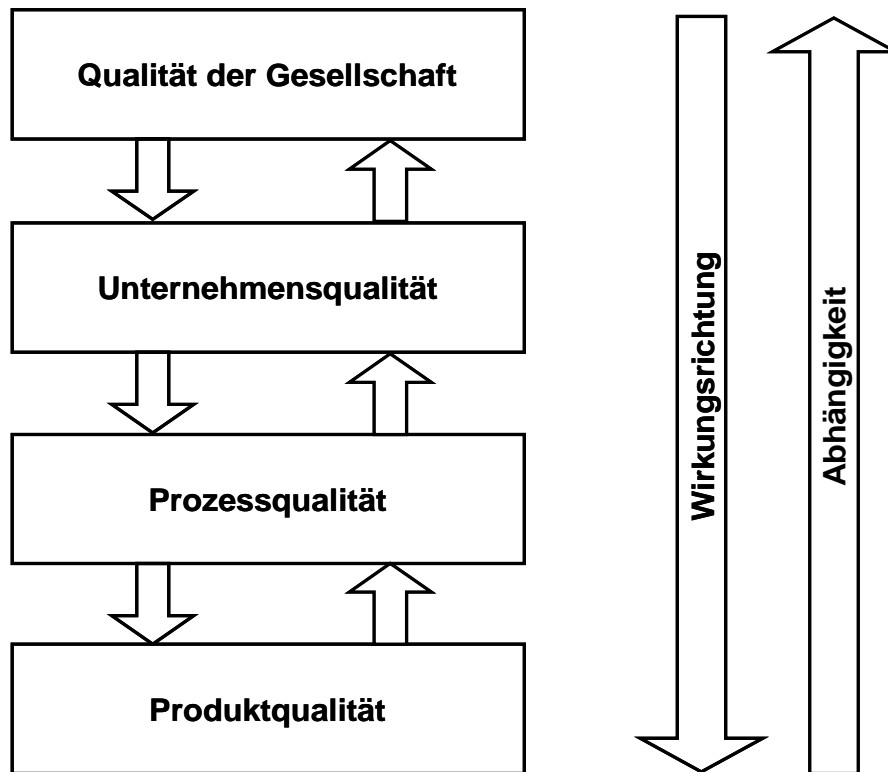 Qualität der Gesellschaft
Unternehmensqualität
Prozessqualität
Produktqualität
Wirkungsrichtung
Abhängigkeit